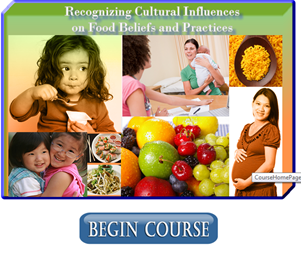 Recognizing Cultural Influences
on Food Beliefs and Practices
CourseHomePage
BEGIN COURSE